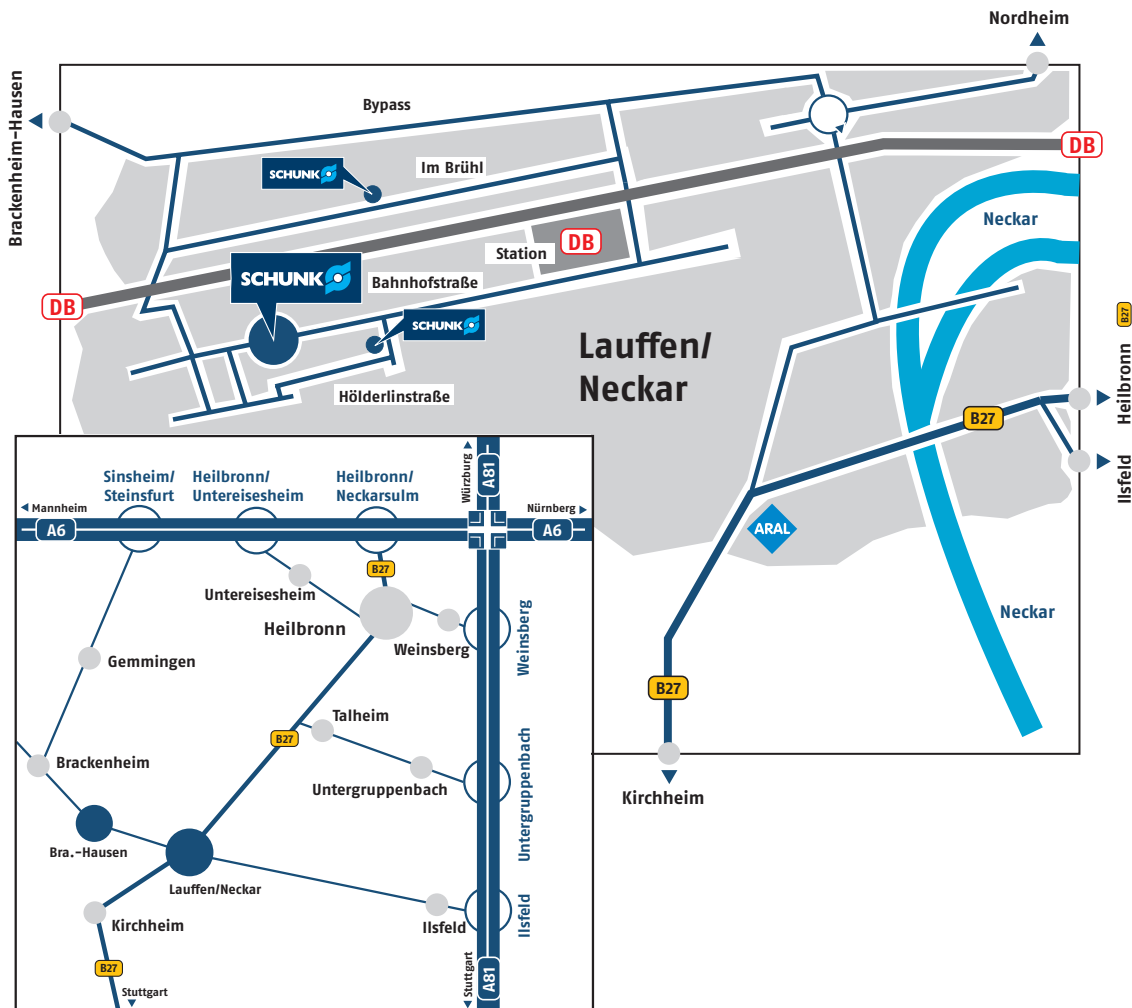 Nordheim
Brackenheim-Hausen
Bypass
DB
SCHUNK
Im Brühl
Neckar
Station
DB
SCHUNK
Bahnhofstraße
DB
SCHUNK
B27
Heilbronn
Lauffen/
Neckar
Hölderlinstraße
B27
Ilsfeld
ARAL
Neckar
B27
Kirchheim
Sinsheim/
Steinsfurt
Heilbronn/
Untereisesheim
Heilbronn/
Neckarsulm
Würzburg
A81
Mannheim
Nürnberg
A6
A6
B27
Untereisesheim
Heilbronn
Weinsberg
Weinsberg
Gemmingen
Talheim
B27
Brackenheim
Untergruppenbach
Untergruppenbach
Bra.-Hausen
Lauffen/Neckar
Kirchheim
Ilsfeld
Ilsfeld
B27
Stuttgart
Stuttgart
A81